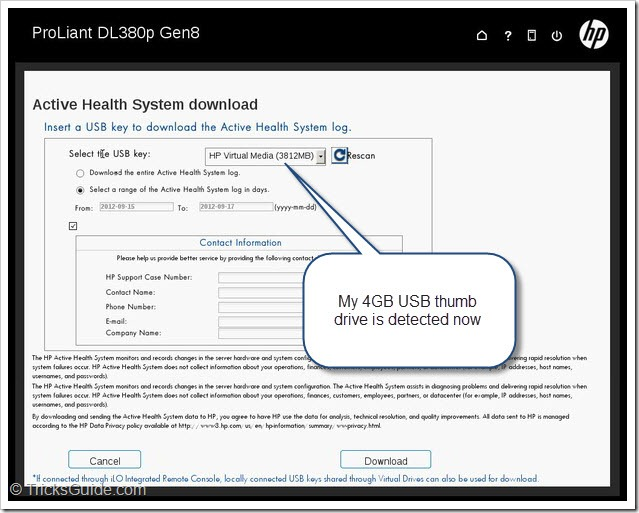 ProLiant DL380p Gen8
?
hp
Active Health System download
Insert a USB key to download the Active Health System log.
Select the USB key:
HP Virtual Media (3812MB)
Rescan
Download the entire Active Health System log.
Select a range of the Active Health System log in days.
From: 2012-09-15 To: 2012-09-17 (yyyy-mm-dd)
Contact Information
Please help us provide better service by providing the following contact
HP Support Case Number:
Contact Name:
Phone Number:
E-mail:
Company Name:
My 4GB USB thumb
drive is detected now
The HP Active Health System monitors and records changes in the server hardware and system rapid resolution when
system failures occur. HP Active Health System does not collect information about your operations, IP addresses, host names,
usernames, and passwords).
The HP Active Health System monitors and records changes in the server hardware and system configuration. The Active Health System assists in diagnosing problems and delivering rapid resolution when
system failures occur. HP Active Health System does not collect information about your operations, finances, customers, employees, partners, or datacenter (for example, IP addresses, host names,
usernames, and passwords).
By downloading and sending the Active Health System data to HP, you agree to have HP use the data for analysis, technical resolution, and quality improvements. All data sent to HP is managed
according to the HP Data Privacy policy available at http://www3.hp.com/us/en/hpinformation/summary/wwprivacy.html.
Cancel
Download
*If connected through iLO Integrated Remote Console, locally connected USB keys shared through Virtual Drives can also be used for download.
© TricksGuide.com